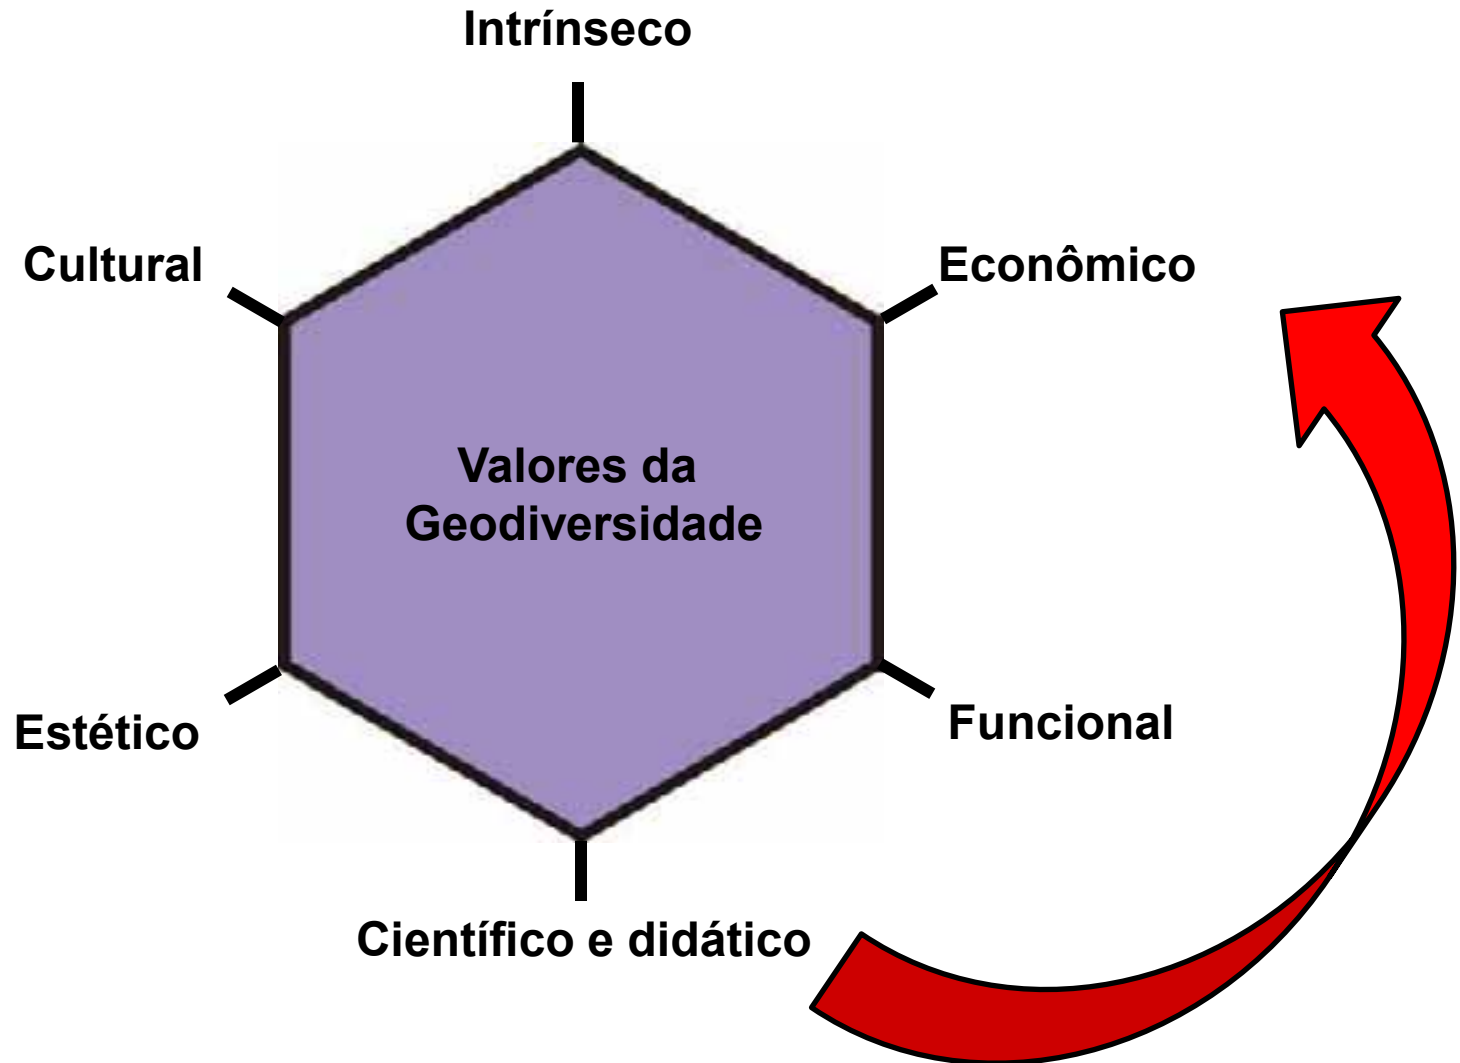 Intrínseco
Cultural
Econômico
Valores da
Geodiversidade
Estético
Funcional
Científico e didático